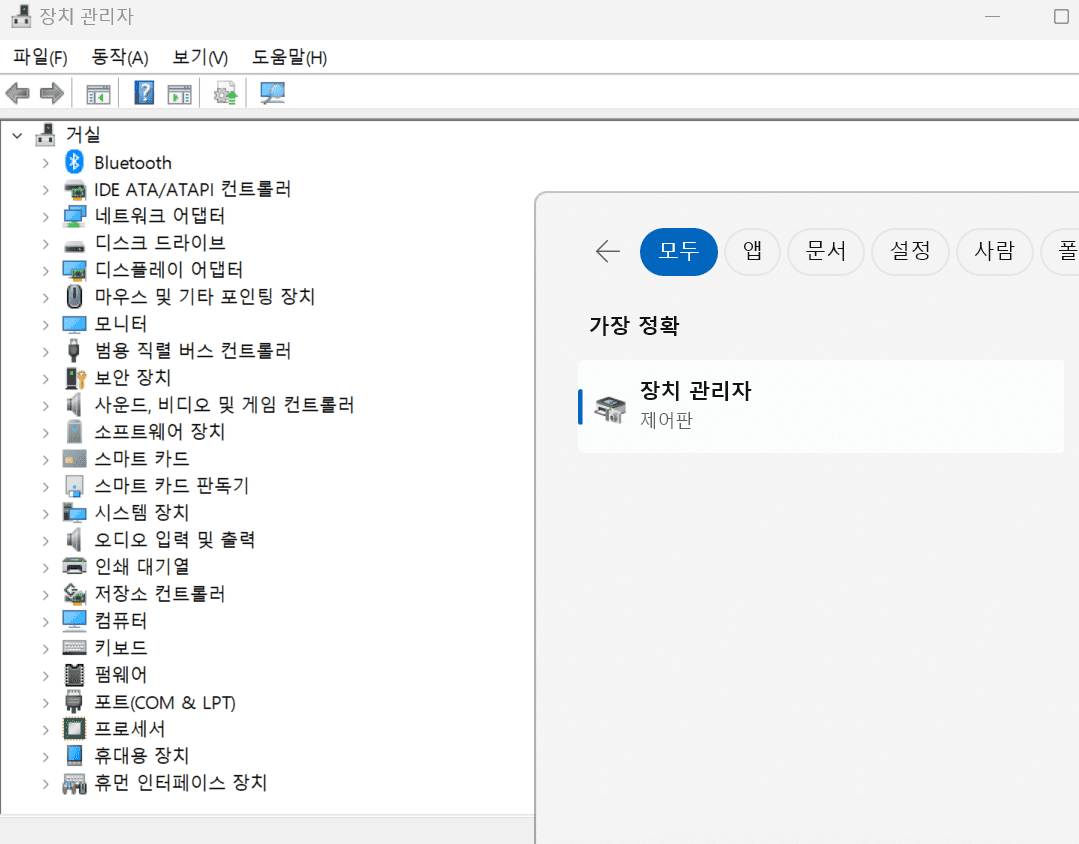 장치 관리자
파일(F) 동작(A) 보기(V) 도움말(H)
거실
Bluetooth
IDE ATA/ATAPI 컨트롤러
네트워크 어댑터
디스크 드라이브
디스플레이 어댑터
마우스 및 기타 포인팅 장치
모니터
범용 직렬 버스 컨트롤러
보안 장치
사운드, 비디오 및 게임 컨트롤러
소프트웨어 장치
스마트 카드
스마트 카드 판독기
시스템 장치
오디오 입력 및 출력
인쇄 대기열
저장소 컨트롤러
컴퓨터
키보드
펌웨어
포트(COM & LPT)
프로세서
휴대용 장치
휴먼 인터페이스 장치
모두 앱 문서 설정 사람 폴
가장 정확
장치 관리자
제어판